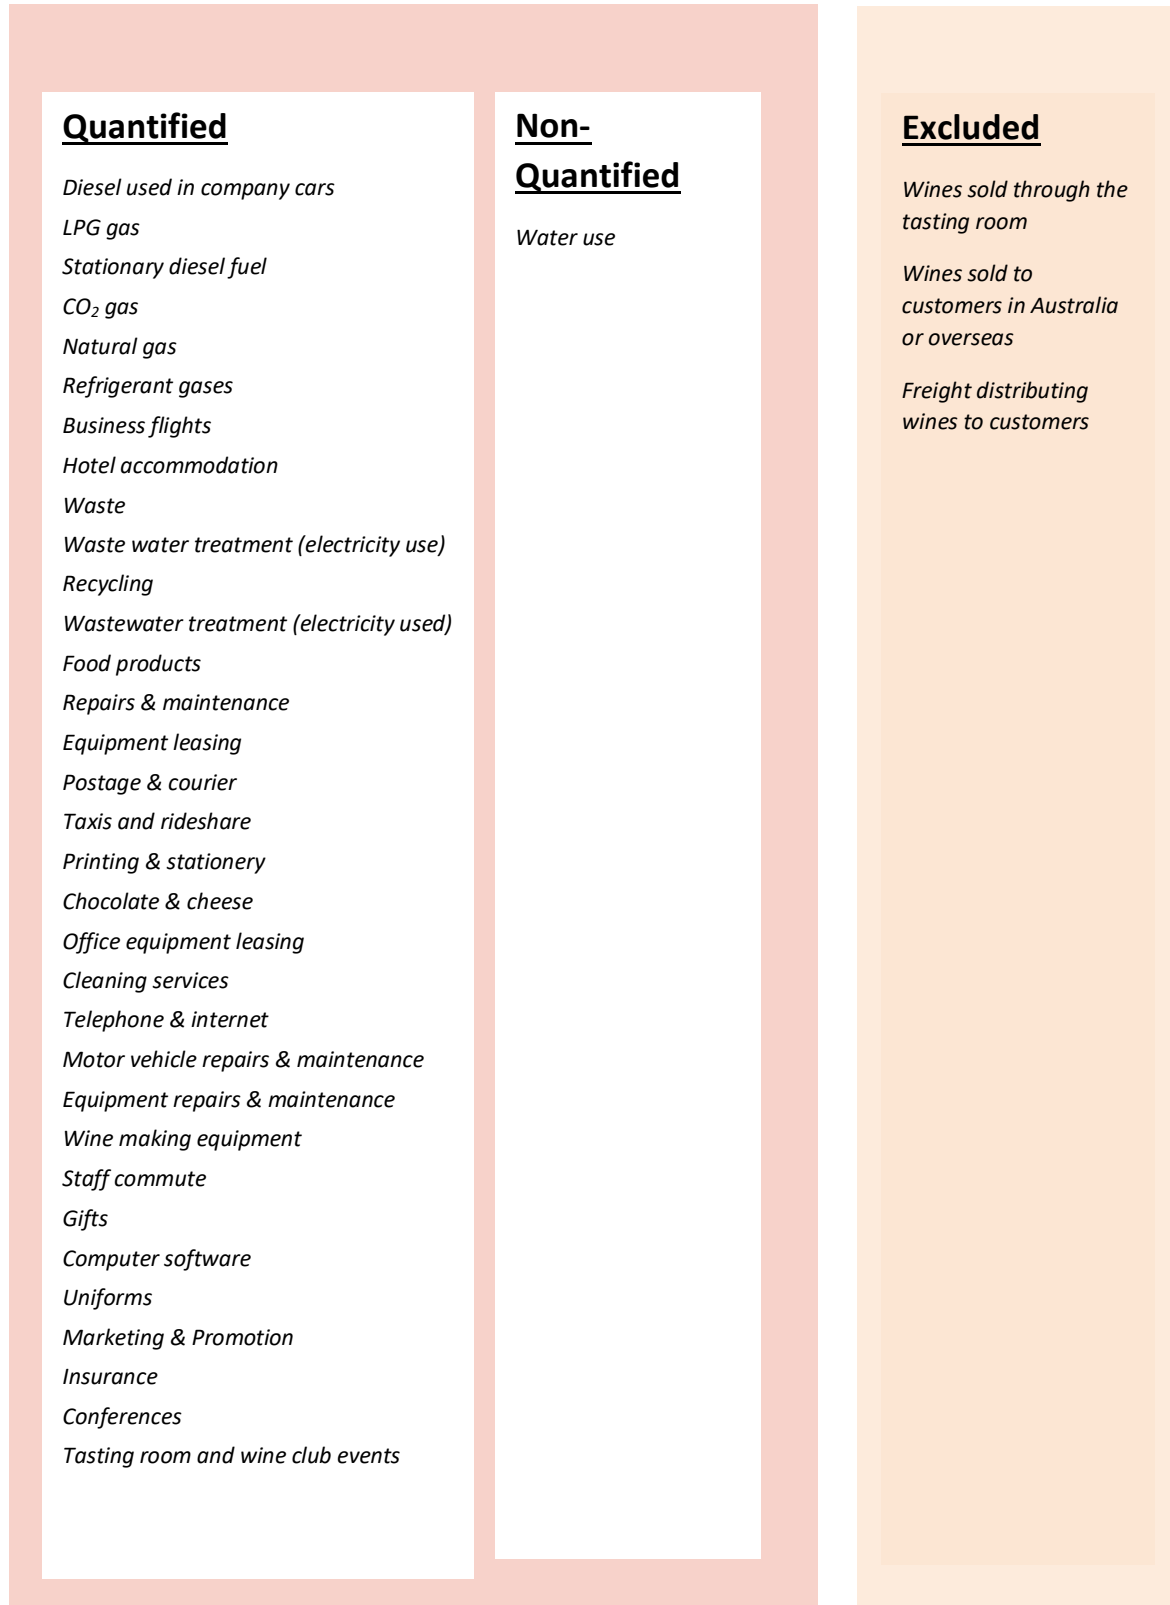 Quantified
Diesel used in company cars
LPG gas
Stationary diesel fuel
CO₂ gas
Natural gas
Refrigerant gases
Business flights
Hotel accommodation
Waste
Waste water treatment (electricity use)
Recycling
Wastewater treatment (electricity used)
Food products
Repairs & maintenance
Equipment leasing
Postage & courier
Taxis and rideshare
Printing & stationery
Chocolate & cheese
Office equipment leasing
Cleaning services
Telephone & internet
Motor vehicle repairs & maintenance
Equipment repairs & maintenance
Wine making equipment
Staff commute
Gifts
Computer software
Uniforms
Marketing & Promotion
Insurance
Conferences
Tasting room and wine club events
Non-
Quantified
Water use
Excluded
Wines sold through the
tasting room
Wines sold to
customers in Australia
or overseas
Freight distributing
wines to customers